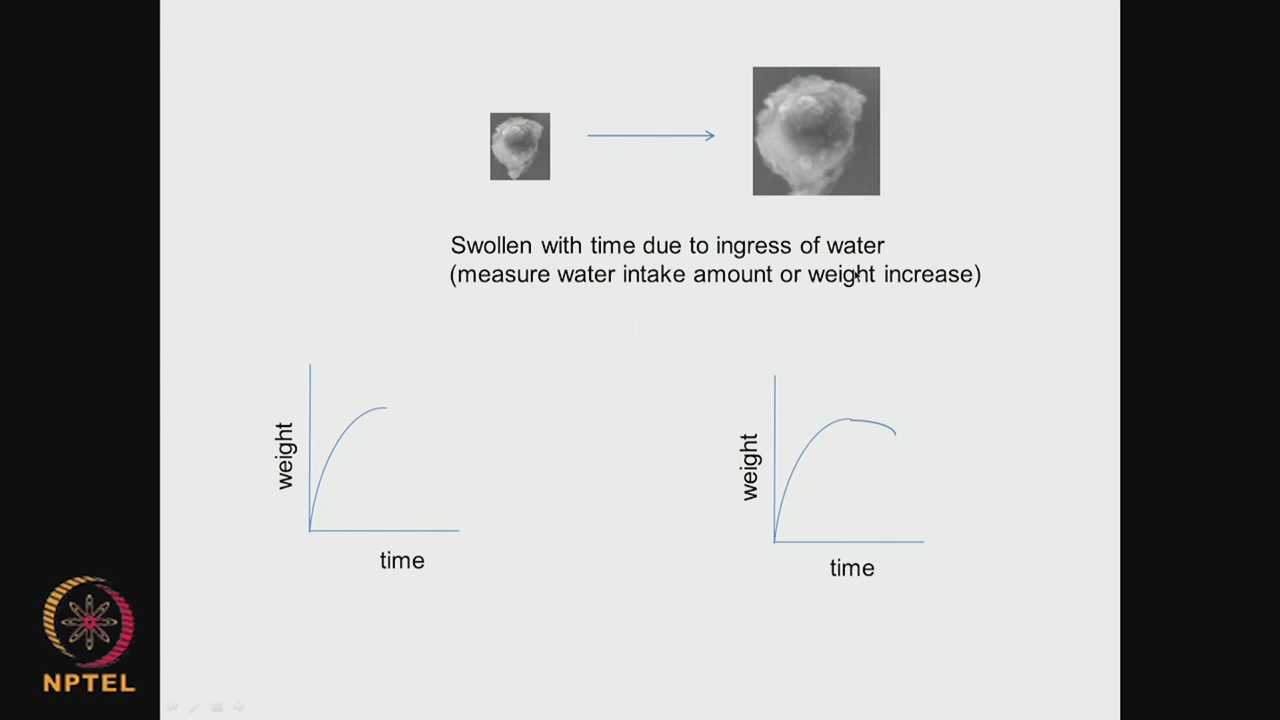 Swollen with time due to ingress of water
(measure water intake amount or weight increase)
weight
time
weight
time
NPTEL